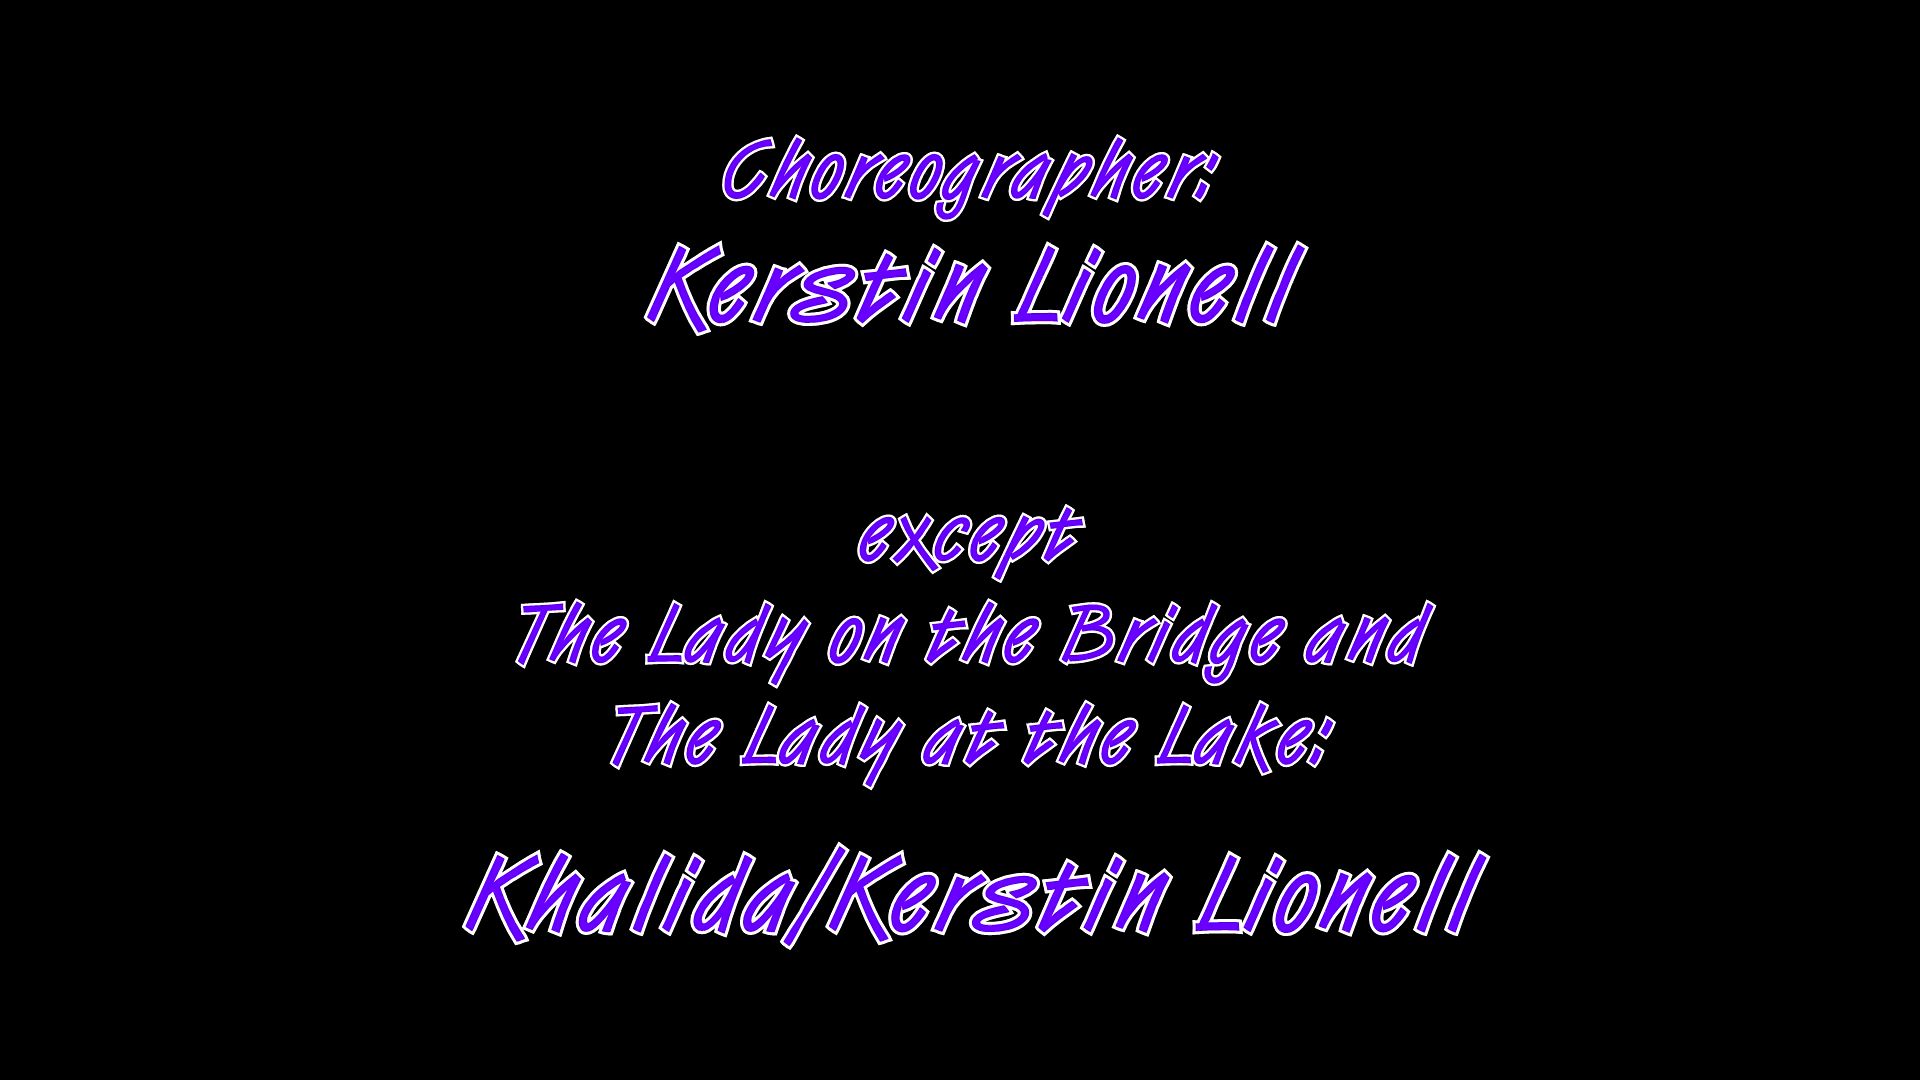 Choreographer:
Kerstin Lionell
except
The Lady on the Bridge and
The Lady at the Lake:
Khalida/Kerstin Lionell